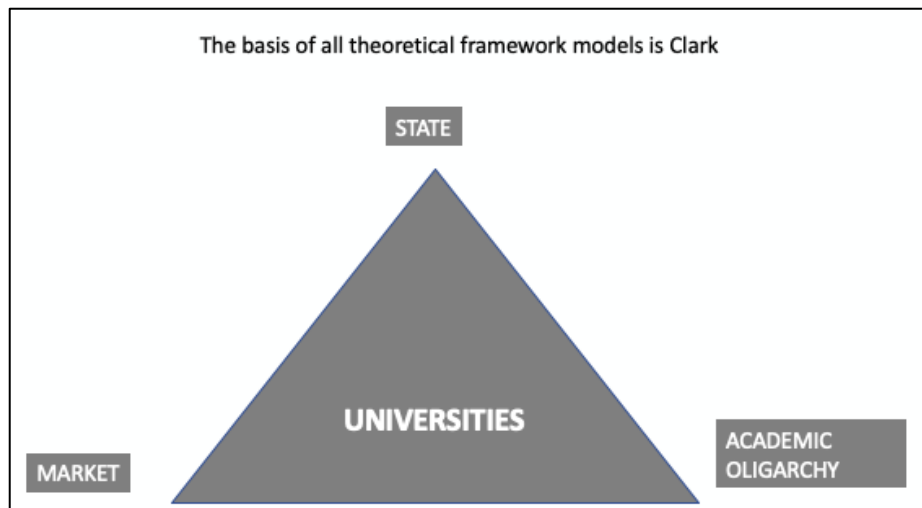 The basis of all theoretical framework models is Clark
STATE
UNIVERSITIES
MARKET
ACADEMIC
OLIGARCHY